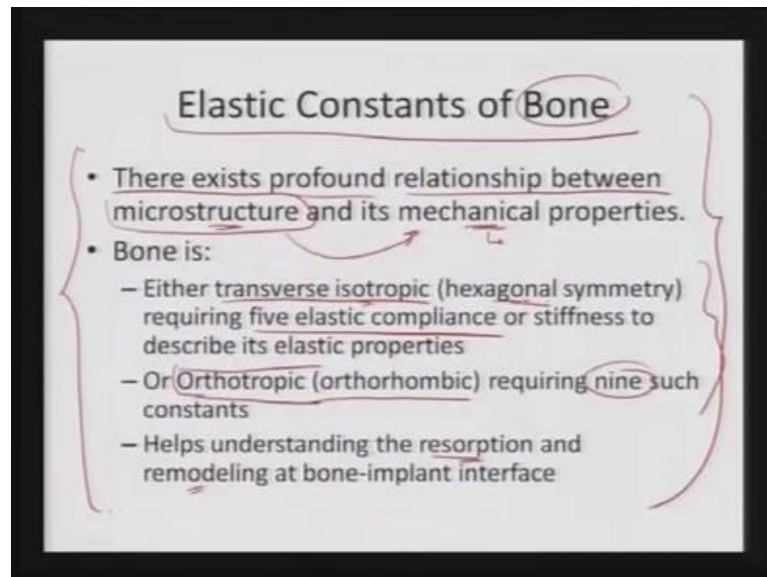 Elastic Constants of Bone
• There exists profound relationship between
microstructure and its mechanical properties.
• Bone is:
– Either transverse isotropic (hexagonal symmetry)
requiring five elastic compliance or stiffness to
describe its elastic properties
– Or Orthotropic (orthorhombic) requiring nine such
constants
– Helps understanding the resorption and
remodeling at bone-implant interface